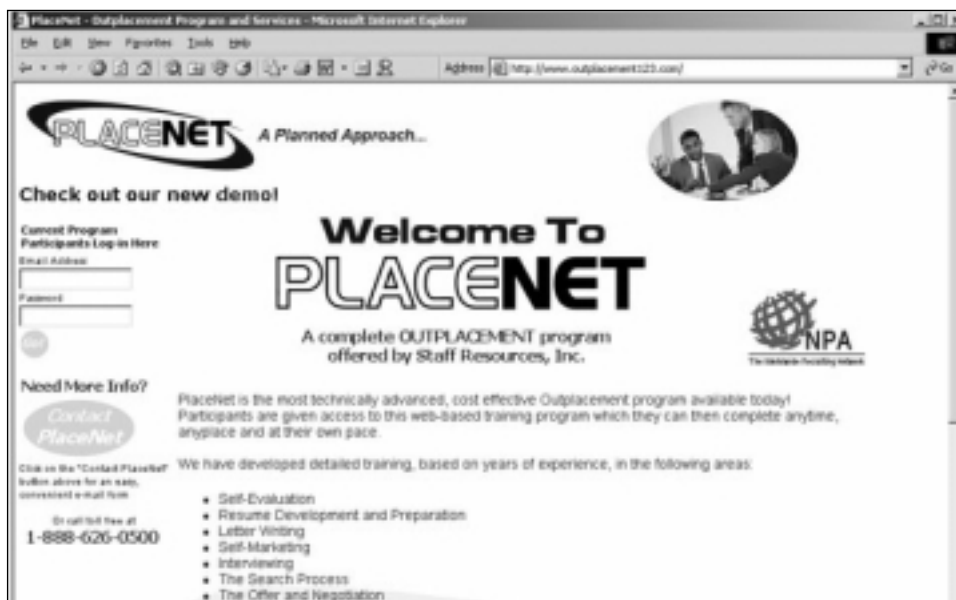 PlaceNet - Outplacement Program and Services - Microsoft Internet Explorer
File Edit View Favorites Tools Help
Address http://www.outplacement123.com/ Go
PLACENET A Planned Approach...
Check out our new demo!
Current Program
Participants Log-in Here
Email Address
Password
Go!
Need More Info?
Contact
PlaceNet
Click on the "Contact PlaceNet"
button above for an easy,
convenient e-mail form
Or call toll free at
1-888-626-0500
Welcome To
PLACENET
A complete OUTPLACEMENT program
offered by Staff Resources, Inc.
NPA
The Worldwide Recruiting Network
PlaceNet is the most technically advanced, cost effective Outplacement program available today!
Participants are given access to this web-based training program which they can then complete anytime,
anyplace and at their own pace.
We have developed detailed training, based on years of experience, in the following areas:
• Self-Evaluation
• Resume Development and Preparation
• Letter Writing
• Self-Marketing
• Interviewing
• The Search Process
• The Offer and Negotiation